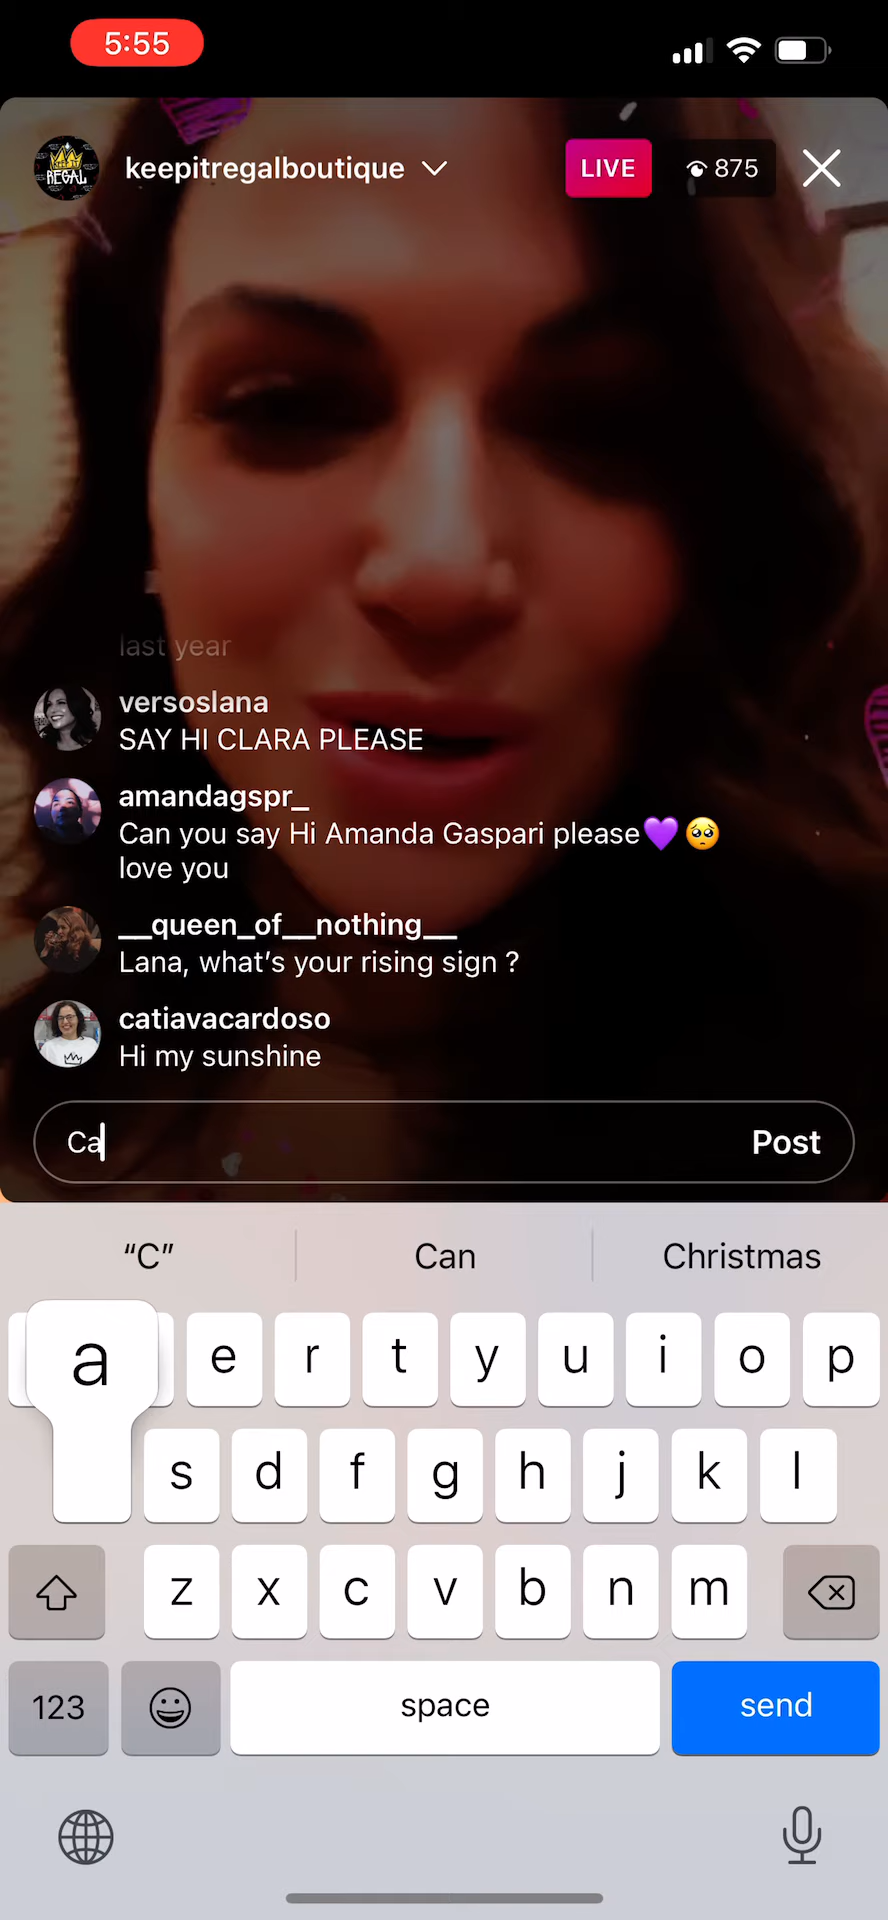 5:55
REGAL
keepitregalboutique
LIVE
875
last year
versoslana
SAY HI CLARA PLEASE
amandagspr_
Can you say Hi Amanda Gaspari please💜🥺
love you
__queen_of__nothing__
Lana, what's your rising sign ?
catiavacardoso
Hi my sunshine
Ca
Post
“C”
Can
Christmas
a
e r t y u i o p
s d f g h j k l
z x c v b n m
123
space
send